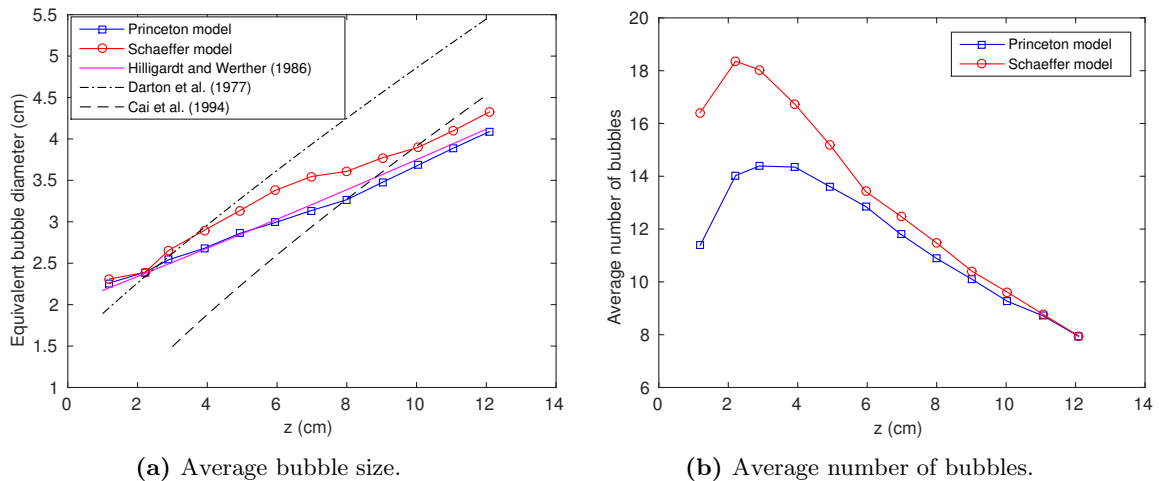 Princeton model
Schaeffer model
Hilligardt and Werther (1986)
Darton et al. (1977)
Cai et al. (1994)
5.5
5
4.5
4
3.5
3
2.5
2
1.5
1
Equivalent bubble diameter (cm)
0 2 4 6 8 10 12 14
z (cm)
(a) Average bubble size.
Princeton model
Schaeffer model
20
18
16
14
12
10
8
6
Average number of bubbles
0 2 4 6 8 10 12 14
z (cm)
(b) Average number of bubbles.